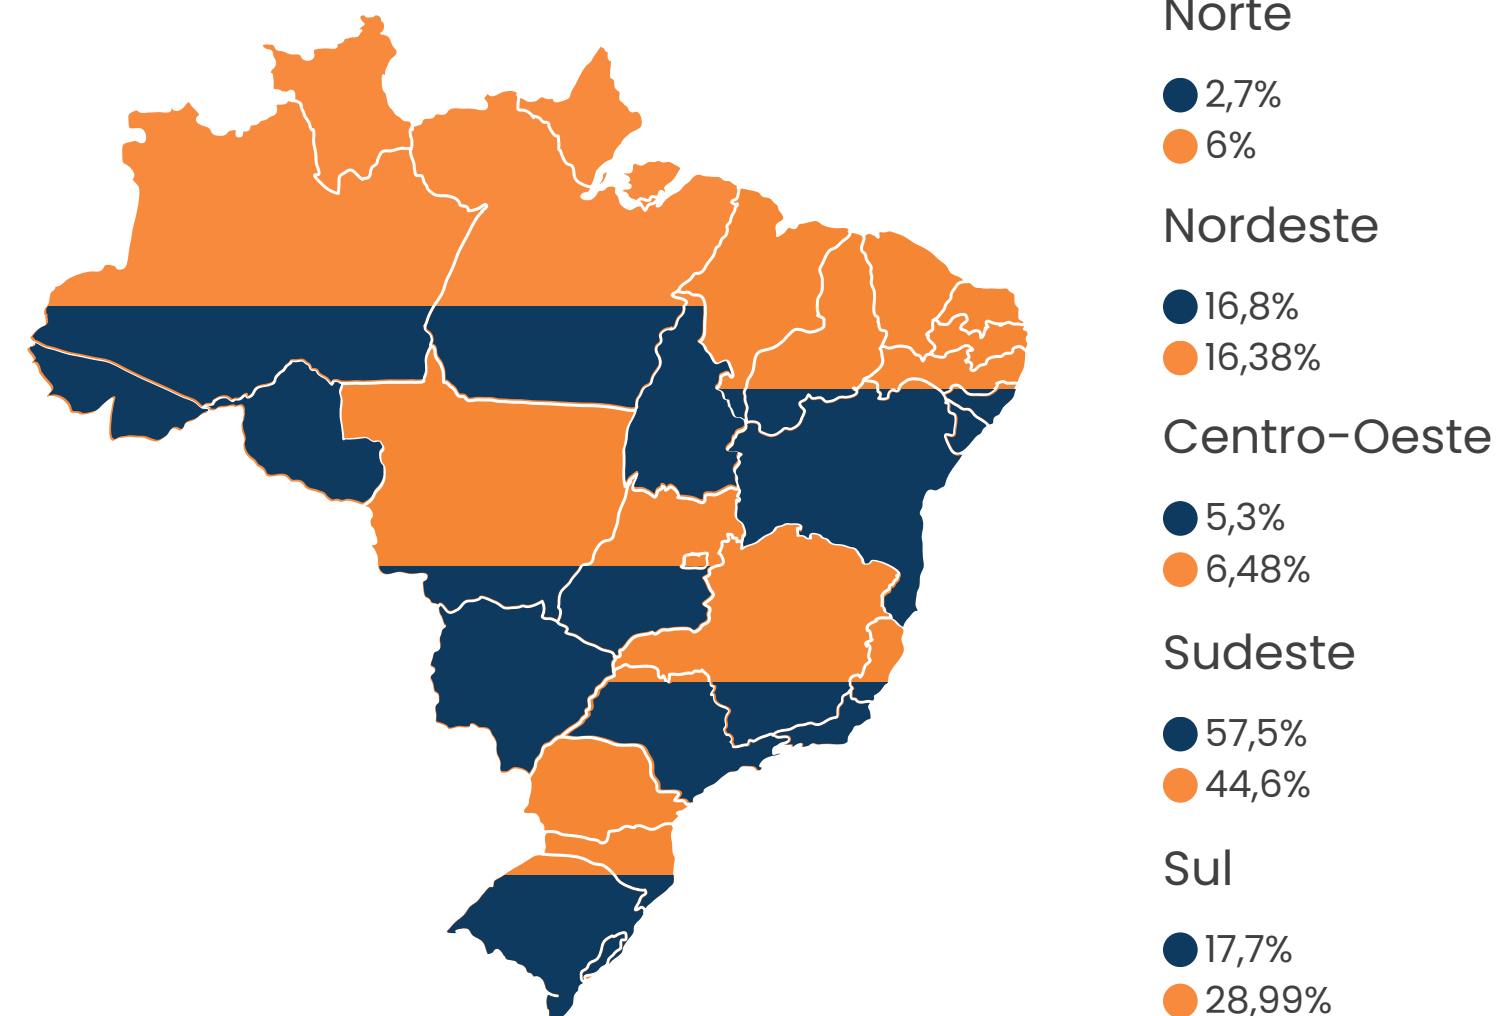 Norte
2,7%
6%
Nordeste
16,8%
16,38%
Centro-Oeste
5,3%
6,48%
Sudeste
57,5%
44,6%
Sul
17,7%
28,99%